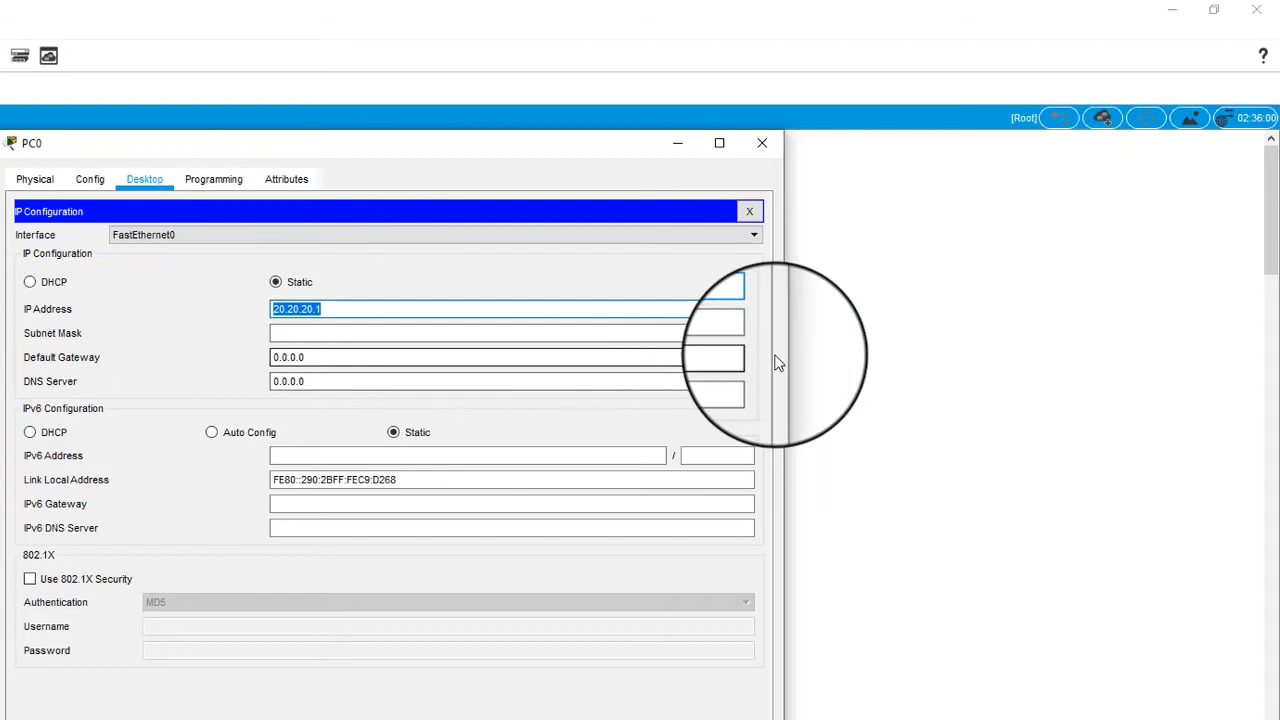 ?
[Root]
02:36:00
PC0
Physical Config Desktop Programming Attributes
IP Configuration
X
Interface
FastEthernet0
IP Configuration
DHCP
Static
IP Address
20.20.20.1
Subnet Mask
Default Gateway
0.0.0.0
DNS Server
0.0.0.0
IPv6 Configuration
DHCP
Auto Config
Static
IPv6 Address
/
Link Local Address
FE80::290:2BFF:FEC9:D268
IPv6 Gateway
IPv6 DNS Server
802.1X
Use 802.1X Security
Authentication
MD5
Username
Password